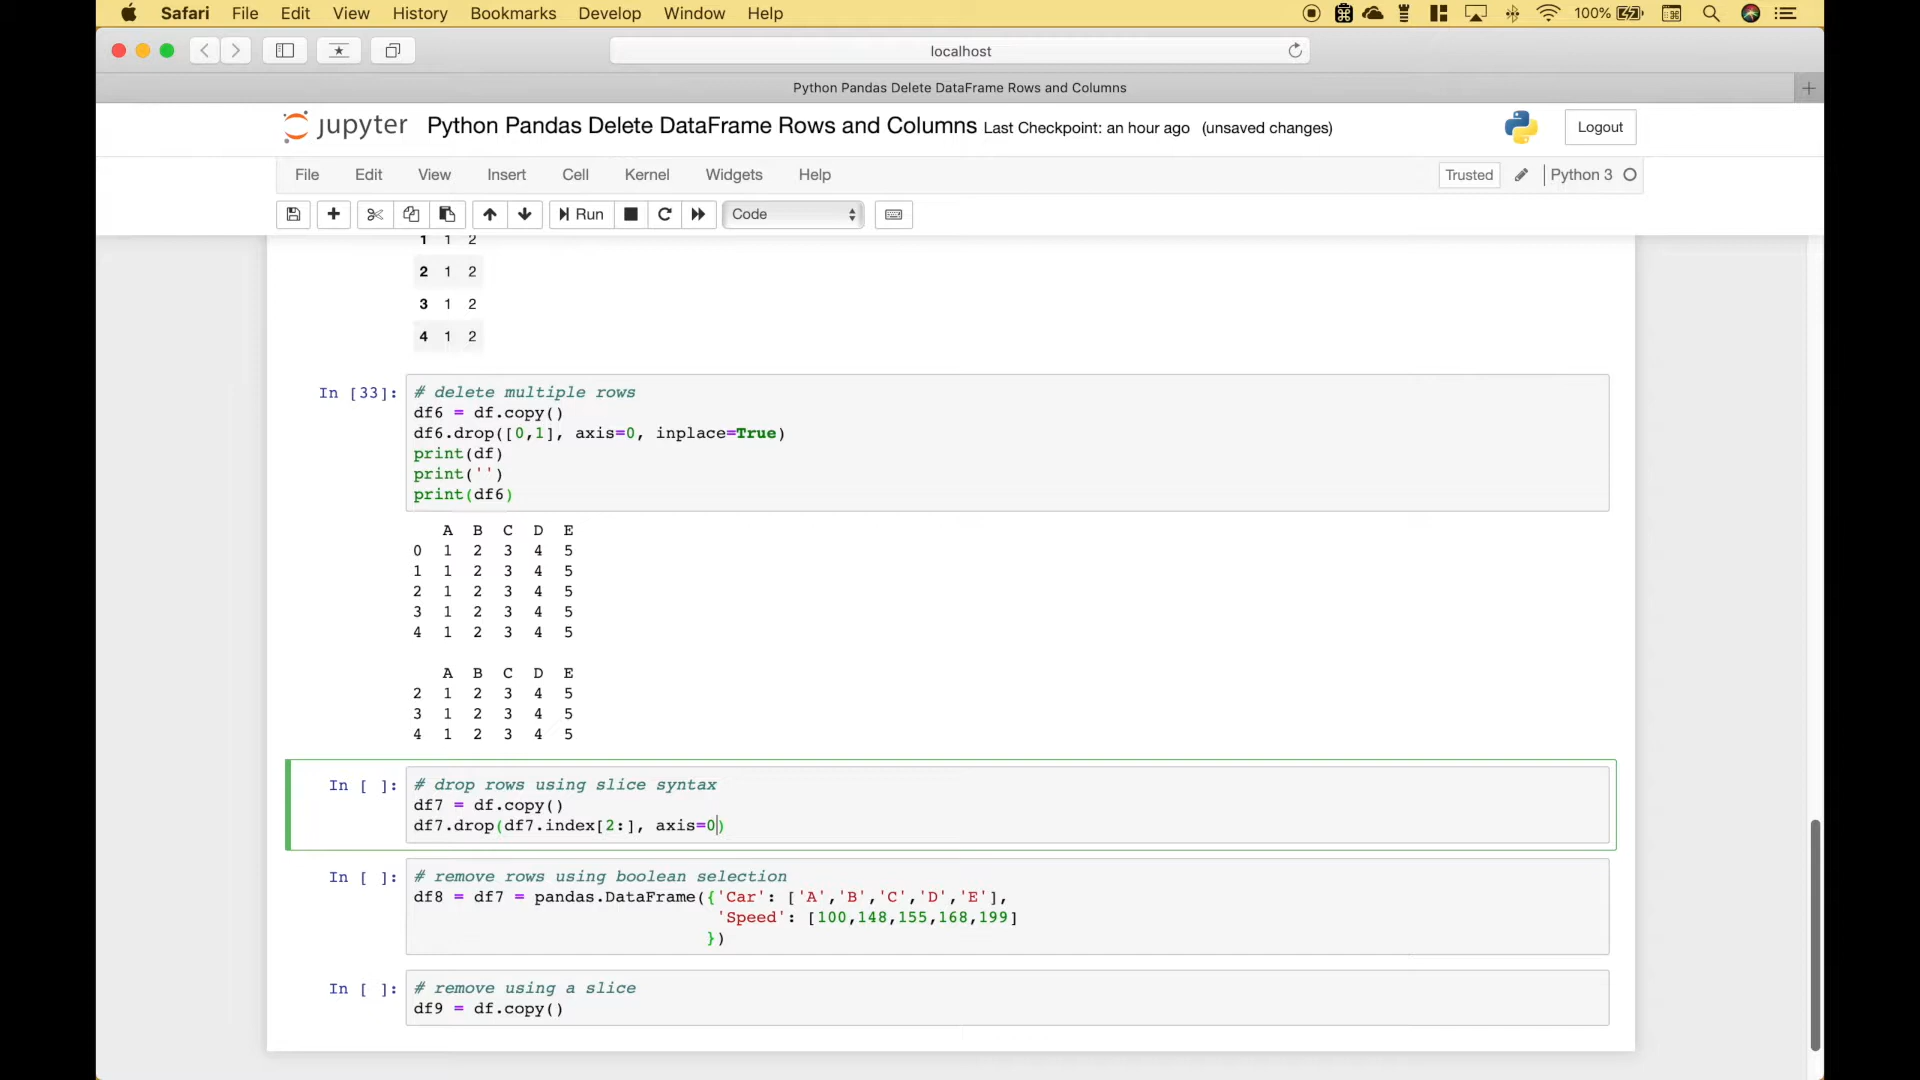 Safari File Edit View History Bookmarks Develop Window Help 100%
localhost
Python Pandas Delete DataFrame Rows and Columns
jupyter Python Pandas Delete DataFrame Rows and Columns Last Checkpoint: an hour ago (unsaved changes) Logout
File Edit View Insert Cell Kernel Widgets Help Trusted Python 3
Run Code
1 1 2
2 1 2
3 1 2
4 1 2
In [33]: # delete multiple rows
df6 = df.copy()
df6.drop([0,1], axis=0, inplace=True)
print(df)
print('')
print(df6)
A B C D E
0 1 2 3 4 5
1 1 2 3 4 5
2 1 2 3 4 5
3 1 2 3 4 5
4 1 2 3 4 5
A B C D E
2 1 2 3 4 5
3 1 2 3 4 5
4 1 2 3 4 5
In [ ]: # drop rows using slice syntax
df7 = df.copy()
df7.drop(df7.index[2:], axis=0)
In [ ]: # remove rows using boolean selection
df8 = df7 = pandas.DataFrame({'Car': ['A','B','C','D','E'],
'Speed': [100,148,155,168,199]
})
In [ ]: # remove using a slice
df9 = df.copy()